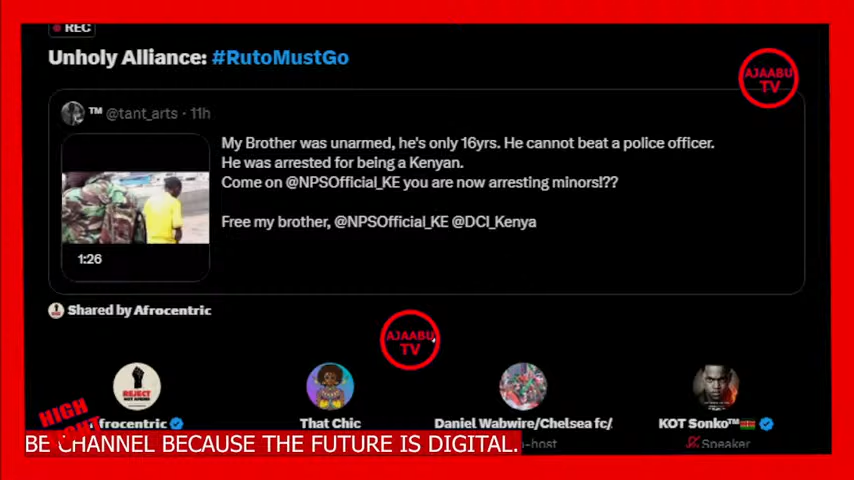 REC
Unholy Alliance: #RutoMustGo
AJAABU
TV
™ @tant_arts · 11h
My Brother was unarmed, he's only 16yrs. He cannot beat a police officer.
He was arrested for being a Kenyan.
Come on @NPSOfficial_KE you are now arresting minors!??
Free my brother, @NPSOfficial_KE @DCI_Kenya
1:26
Shared by Afrocentric
AJAABU
TV
REJECT
frocentric
That Chic
Daniel Wabwire/Chelsea fc/
KOT Sonko™
-host
Speaker
HIGH
BE CHANNEL BECAUSE THE FUTURE IS DIGITAL.